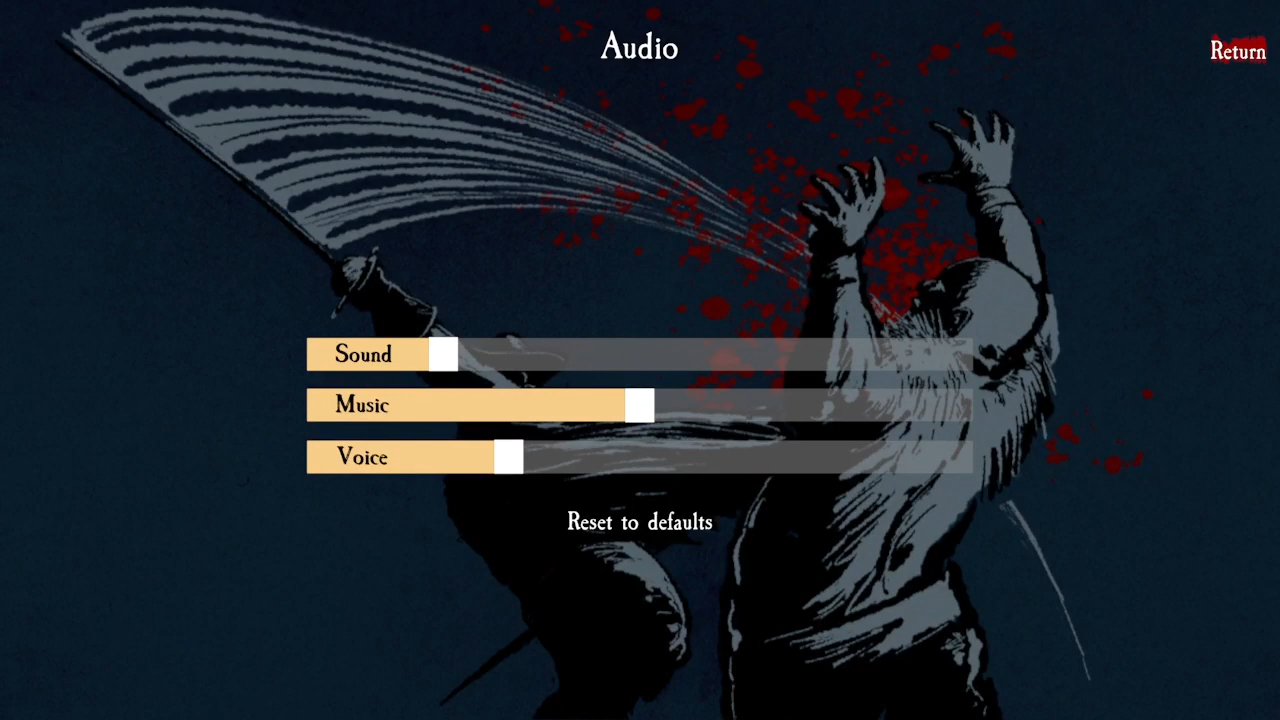 Audio
Return
Sound
Music
Voice
Reset to defaults